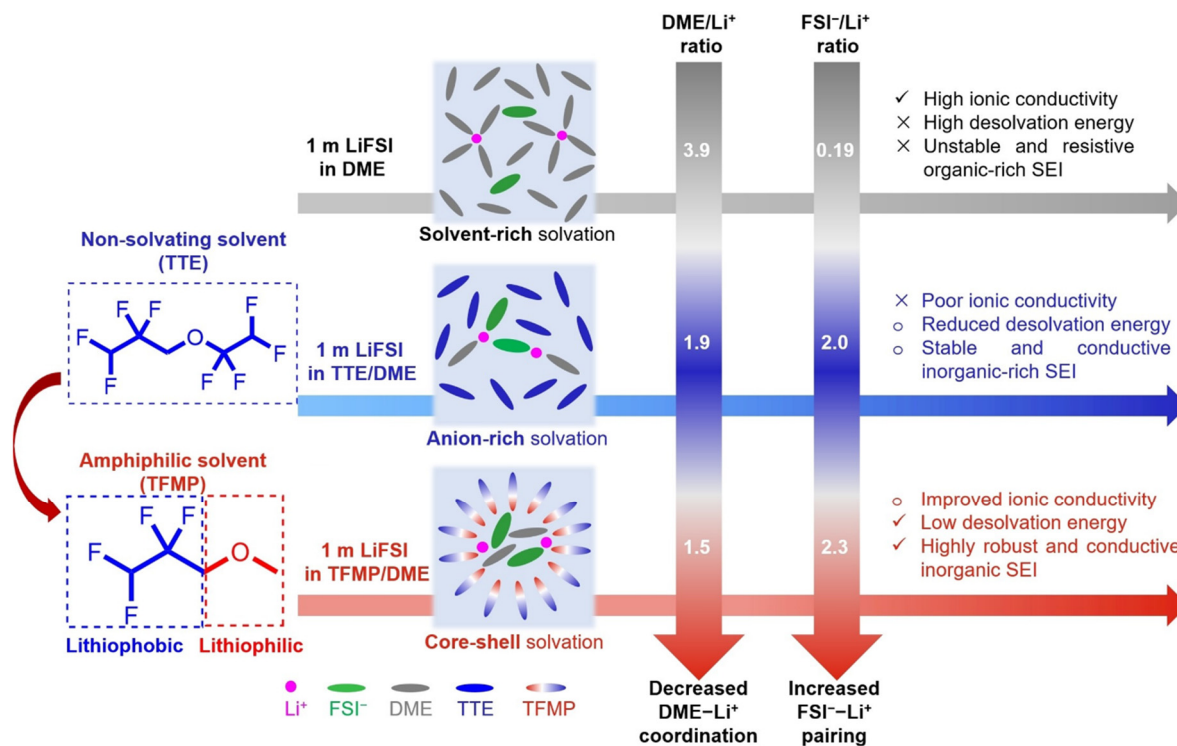 DME/Li⁺
ratio
FSI⁻/Li⁺
ratio
1 m LiFSI
in DME
Solvent-rich solvation
3.9
0.19
✓ High ionic conductivity
× High desolvation energy
× Unstable and resistive
organic-rich SEI
Non-solvating solvent
(TTE)
F
F
F
F
O
F
F
F
F
1 m LiFSI
in TTE/DME
Anion-rich solvation
1.9
2.0
× Poor ionic conductivity
○ Reduced desolvation energy
○ Stable and conductive
inorganic-rich SEI
Amphiphilic solvent
(TFMP)
F
F
F
F
O
Lithiophobic
Lithiophilic
1 m LiFSI
in TFMP/DME
Core-shell solvation
1.5
2.3
○ Improved ionic conductivity
✓ Low desolvation energy
✓ Highly robust and conductive
inorganic SEI
Li⁺
FSI⁻
DME
TTE
TFMP
Decreased
DME–Li⁺
coordination
Increased
FSI⁻–Li⁺
pairing